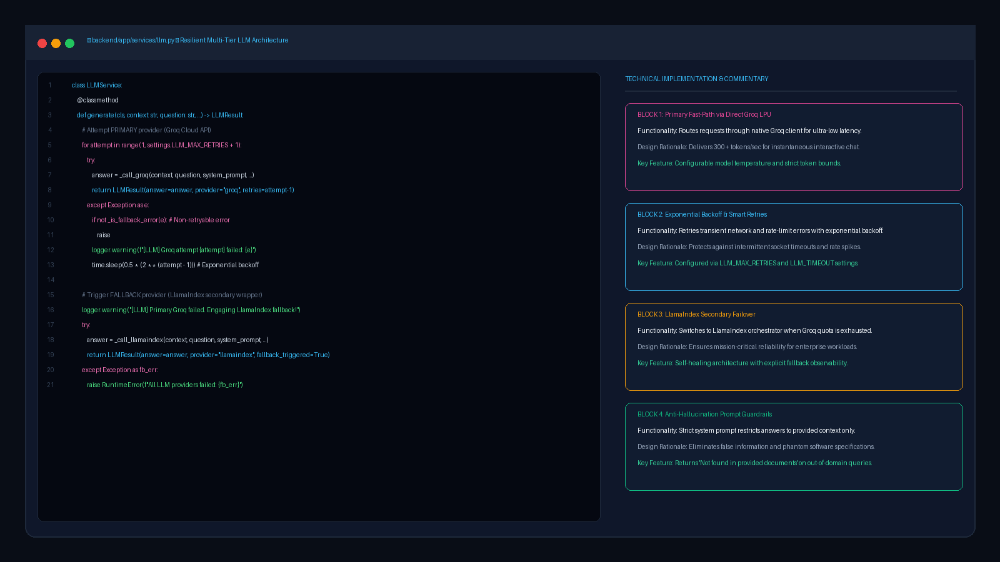 backend/app/services/llm.py Resilient Multi-Tier LLM Architecture
1 class LLMService:
2 @classmethod
3 def generate(cls, context: str, question: str, ...) -> LLMResult:
4 # Attempt PRIMARY provider (Groq Cloud API)
5 for attempt in range(1, settings.LLM_MAX_RETRIES + 1):
6 try:
7 answer = _call_groq(context, question, system_prompt, ...)
8 return LLMResult(answer=answer, provider="groq", retries=attempt-1)
9 except Exception as e:
10 if not _is_fallback_error(e): # Non-retryable error
11 raise
12 logger.warning(f"[LLM] Groq attempt {attempt} failed: {e}")
13 time.sleep(0.5 * (2 ** (attempt - 1))) # Exponential backoff
14
15 # Trigger FALLBACK provider (LlamaIndex secondary wrapper)
16 logger.warning("[LLM] Primary Groq failed. Engaging LlamaIndex fallback!")
17 try:
18 answer = _call_llamaindex(context, question, system_prompt, ...)
19 return LLMResult(answer=answer, provider="llamaindex", fallback_triggered=True)
20 except Exception as fb_err:
21 raise RuntimeError(f"All LLM providers failed: {fb_err}")
TECHNICAL IMPLEMENTATION & COMMENTARY
BLOCK 1: Primary Fast-Path via Direct Groq LPU
Functionality: Routes requests through native Groq client for ultra-low latency.
Design Rationale: Delivers 300+ tokens/sec for instantaneous interactive chat.
Key Feature: Configurable model temperature and strict token bounds.
BLOCK 2: Exponential Backoff & Smart Retries
Functionality: Retries transient network and rate-limit errors with exponential backoff.
Design Rationale: Protects against intermittent socket timeouts and rate spikes.
Key Feature: Configured via LLM_MAX_RETRIES and LLM_TIMEOUT settings.
BLOCK 3: LlamaIndex Secondary Failover
Functionality: Switches to LlamaIndex orchestrator when Groq quota is exhausted.
Design Rationale: Ensures mission-critical reliability for enterprise workloads.
Key Feature: Self-healing architecture with explicit fallback observability.
BLOCK 4: Anti-Hallucination Prompt Guardrails
Functionality: Strict system prompt restricts answers to provided context only.
Design Rationale: Eliminates false information and phantom software specifications.
Key Feature: Returns 'Not found in provided documents' on out-of-domain queries.